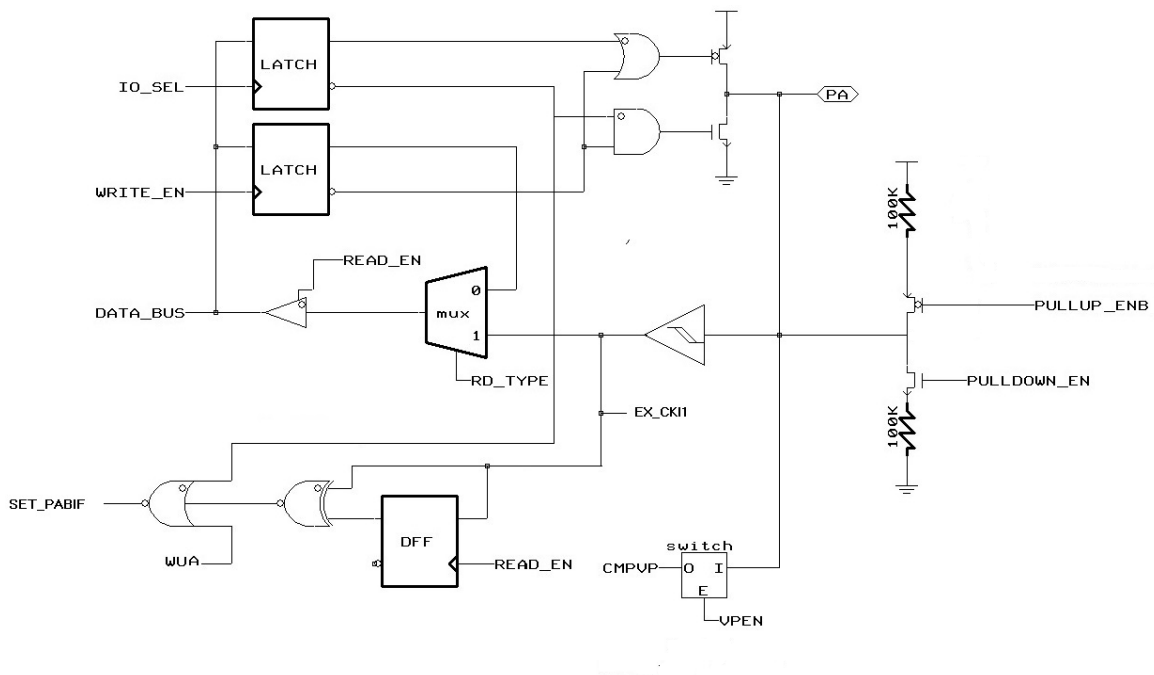 LATCH
IO_SEL
PA
LATCH
WRITE_EN
100K
READ_EN
0
DATA_BUS
mux
PULLUP_ENB
1
RD_TYPE
PULLDOWN_EN
EX_CKI1
100K
SET_PABIF
DFF
switch
WUA
READ_EN
CMPVP
O I
E
VPEN